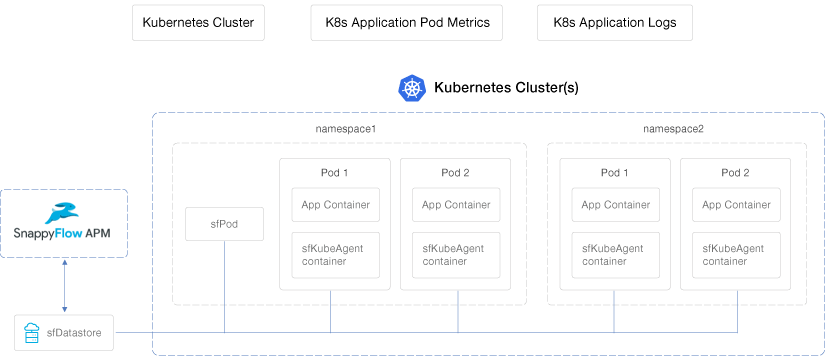 Kubernetes Cluster
K8s Application Pod Metrics
K8s Application Logs
Kubernetes Cluster(s)
namespace1
namespace2
Pod 1
Pod 2
Pod 1
Pod 2
App Container
App Container
App Container
App Container
sfPod
SnappyFlow APM
sfKubeAgent
container
sfKubeAgent
container
sfKubeAgent
container
sfKubeAgent
container
sfDatastore